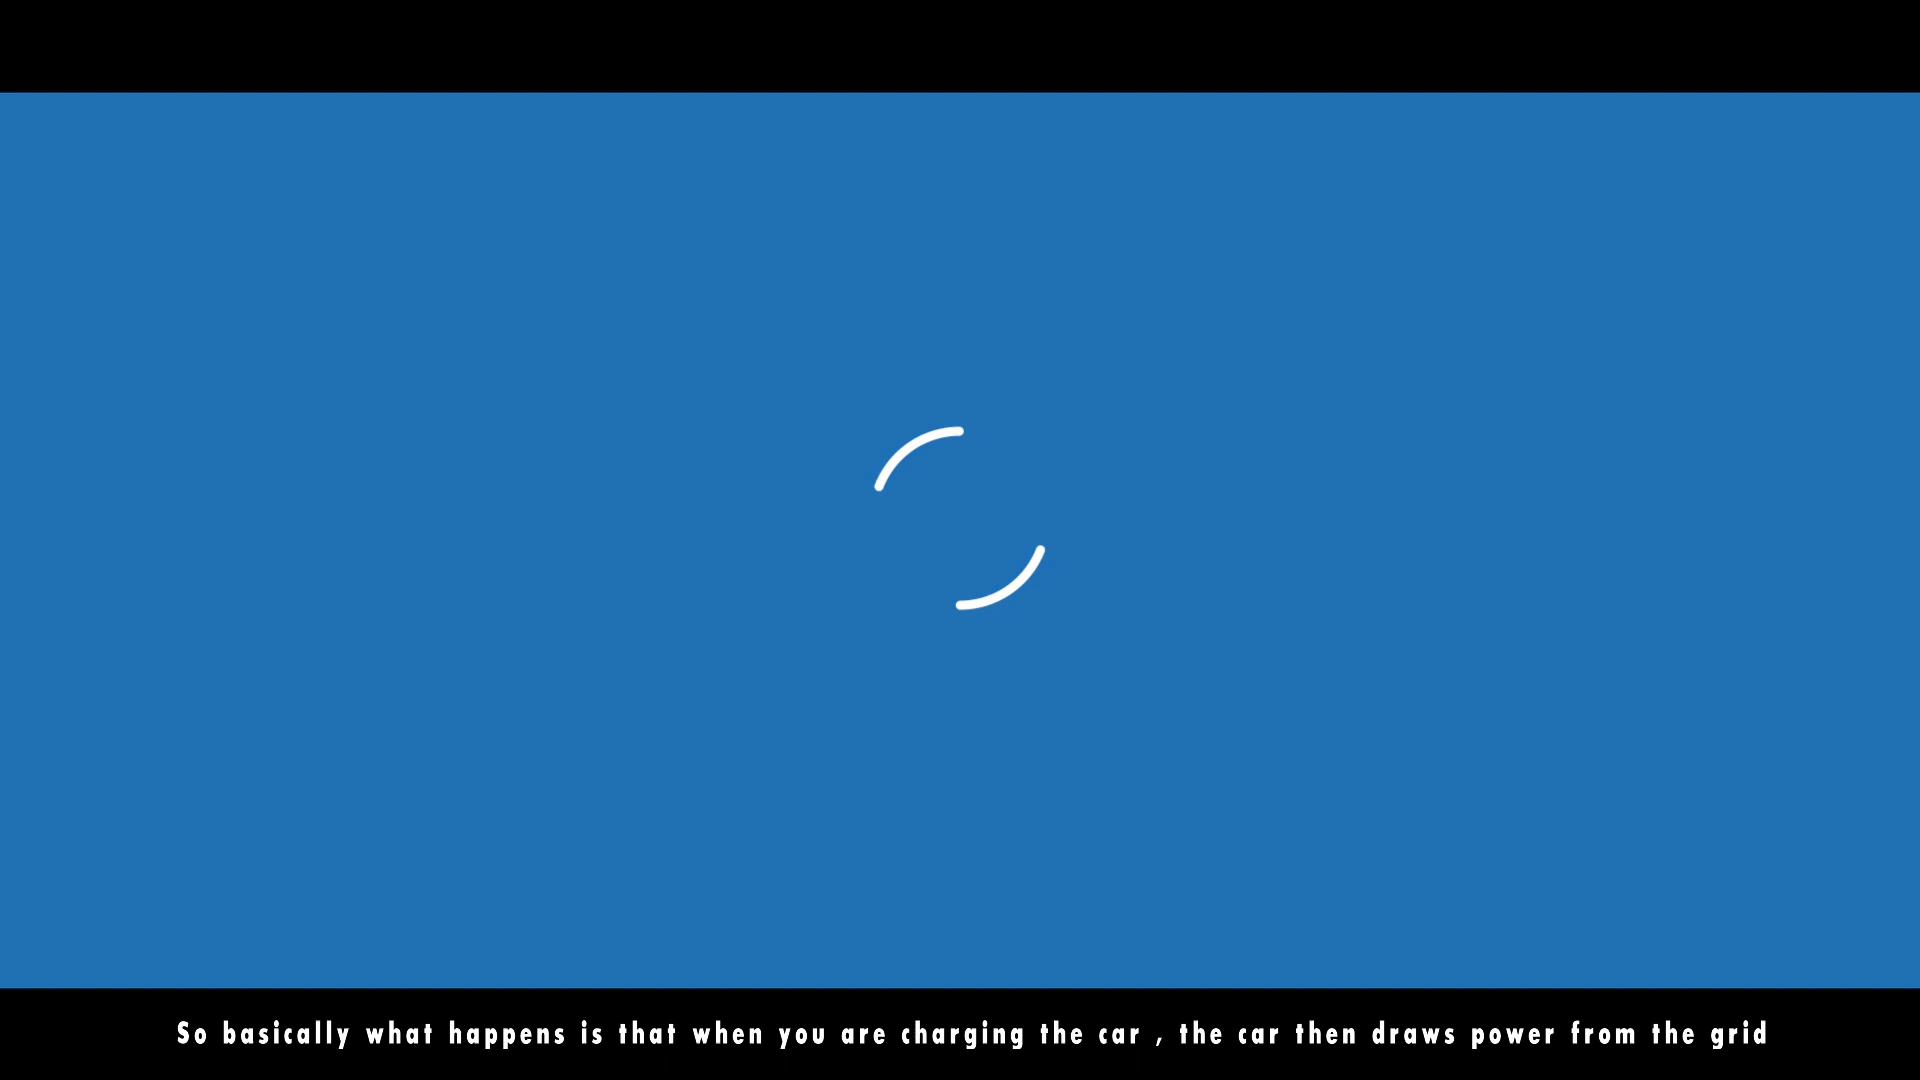 So basically what happens is that when you are charging the car , the car then draws power from the grid